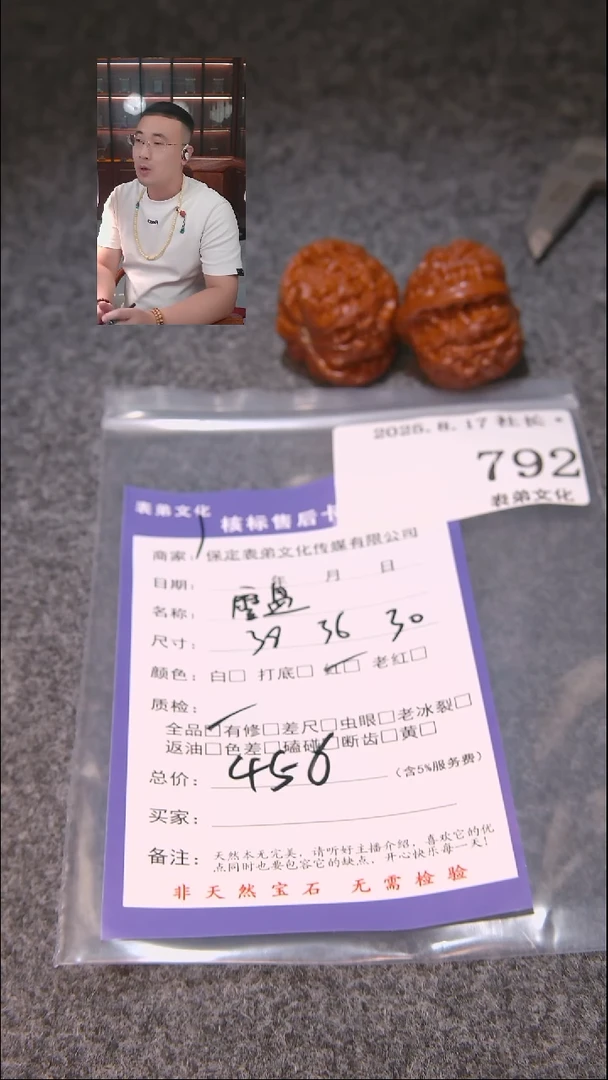 2025.8.17 社长
792
表弟文化
表弟文化 核标售后卡
商家: 保定表弟文化传媒有限公司
日期: 年 月 日
名称:
尺寸: 39 36 30
颜色: 白□ 打底□ 红□ 老红□
质检:
全品□有修□差尺□虫眼□老冰裂□
返油□色差□磕碰□断齿□黄□
总价: 456 (含5%服务费)
买家:
备注: 天然本无完美，请听好主播介绍，喜欢它的优
点同时也要包容它的缺点，开心快乐每一天！
非天然宝石 无需检验